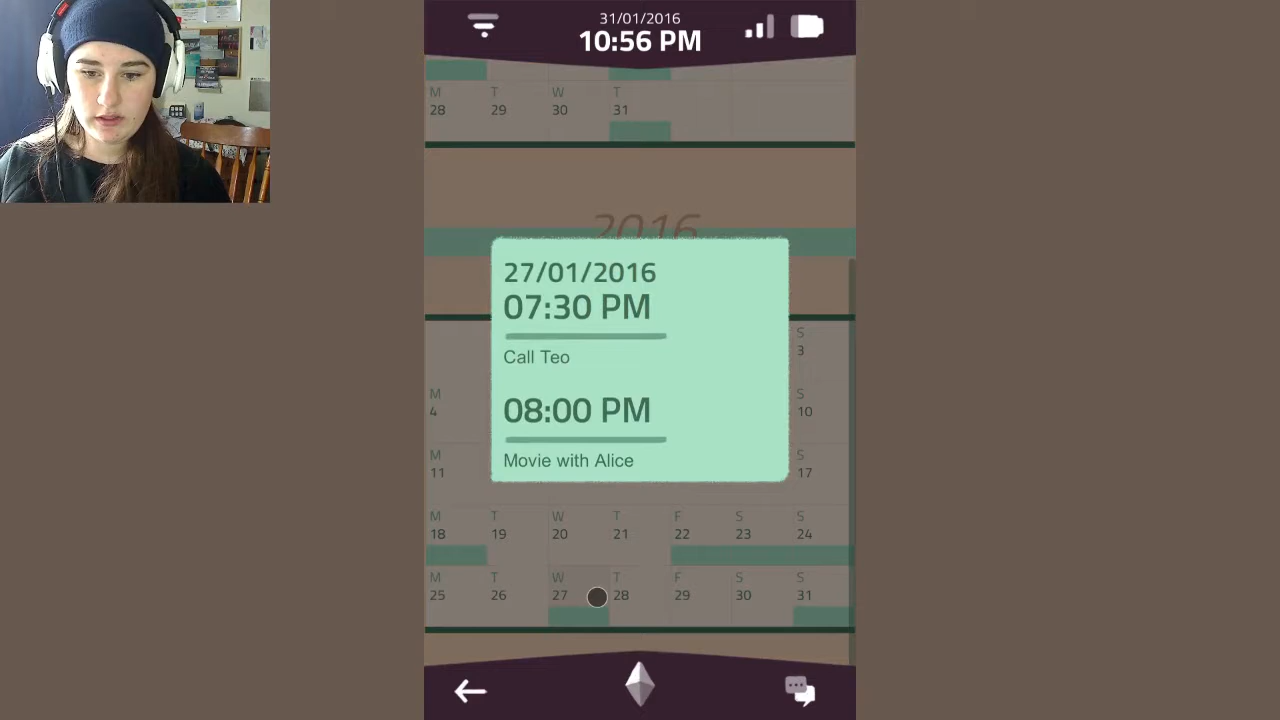 31/01/2016
10:56 PM
M T W T
28 29 30 31
2016
27/01/2016
07:30 PM
Call Teo
08:00 PM
Movie with Alice
S
3
M S
4 10
M S
11 17
M T W T F S S
18 19 20 21 22 23 24
M T W T F S S
25 26 27 28 29 30 31